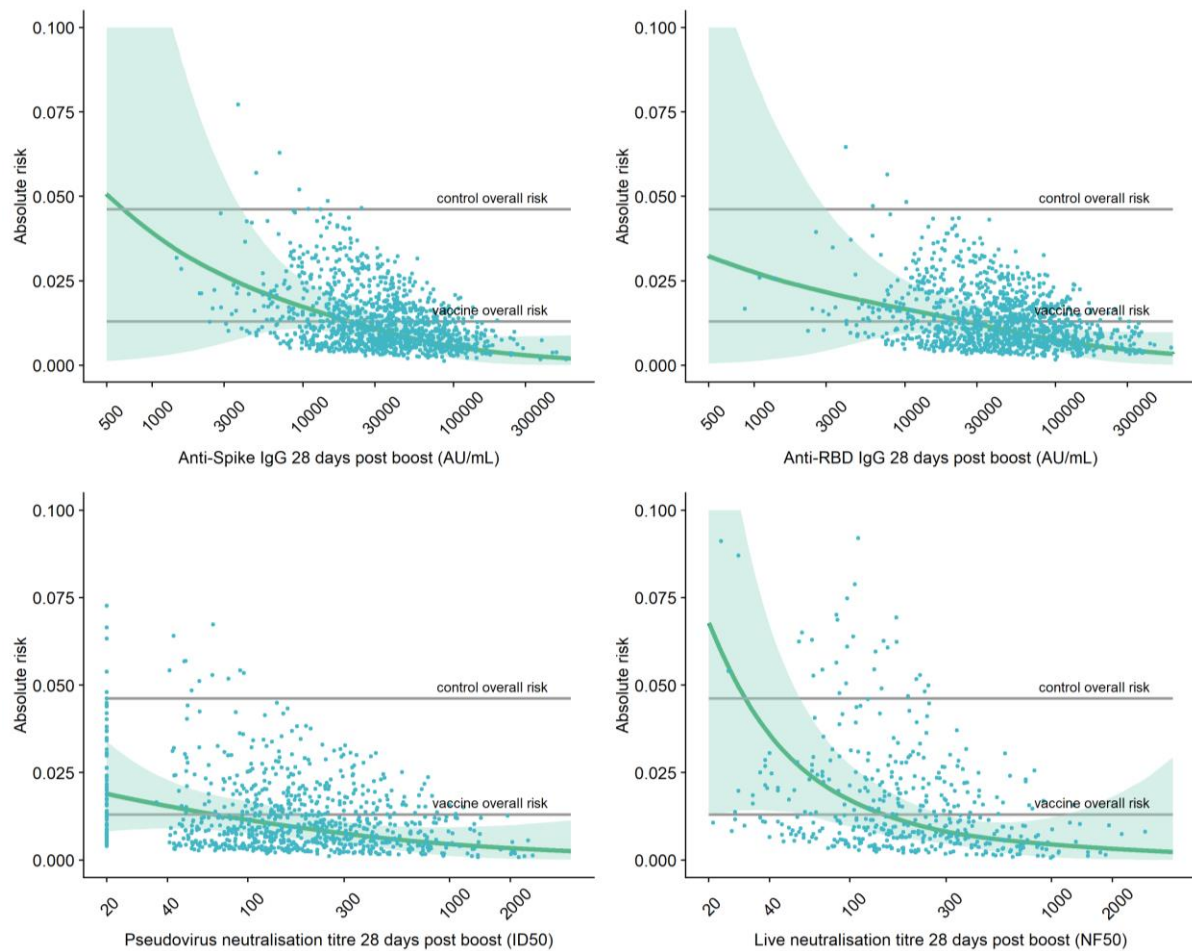 0.100
0.075
0.050
0.025
0.000
Absolute risk
control overall risk
vaccine overall risk
500 1000 3000 10000 30000 100000 300000
Anti-Spike IgG 28 days post boost (AU/mL)
0.100
0.075
0.050
0.025
0.000
Absolute risk
control overall risk
vaccine overall risk
500 1000 3000 10000 30000 100000 300000
Anti-RBD IgG 28 days post boost (AU/mL)
0.100
0.075
0.050
0.025
0.000
Absolute risk
control overall risk
vaccine overall risk
20 40 100 300 1000 2000
Pseudovirus neutralisation titre 28 days post boost (ID50)
0.100
0.075
0.050
0.025
0.000
Absolute risk
control overall risk
vaccine overall risk
20 40 100 300 1000 2000
Live neutralisation titre 28 days post boost (NF50)